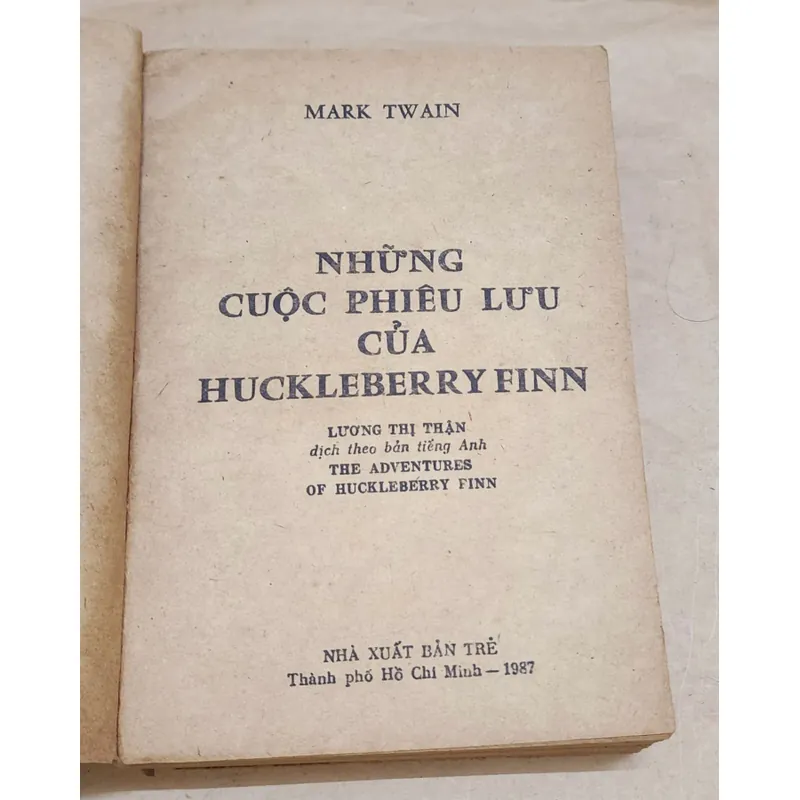 MARK TWAIN
NHỮNG
CUỘC PHIÊU LƯU
CỦA
HUCKLEBERRY FINN
LƯƠNG THỊ THẬN
dịch theo bản tiếng Anh
THE ADVENTURES
OF HUCKLEBERRY FINN
NHÀ XUẤT BẢN TRẺ
Thành phố Hồ Chí Minh — 1987